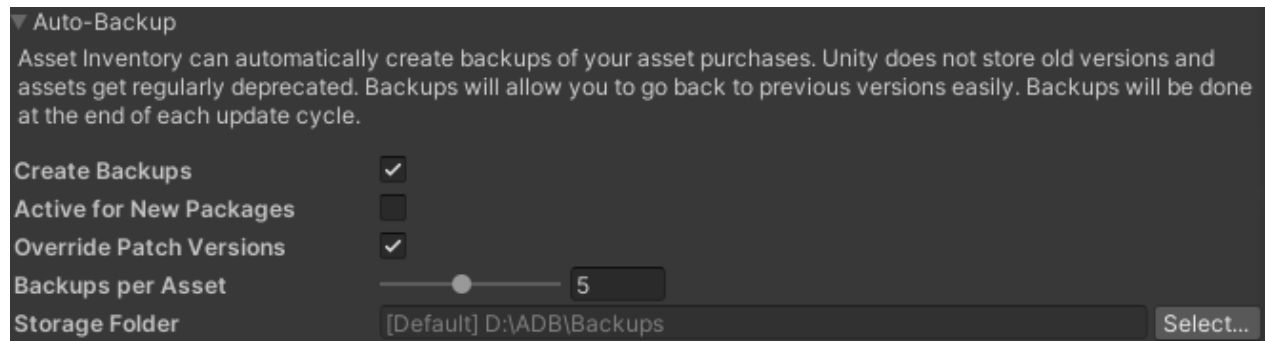 Auto-Backup
Asset Inventory can automatically create backups of your asset purchases. Unity does not store old versions and
assets get regularly deprecated. Backups will allow you to go back to previous versions easily. Backups will be done
at the end of each update cycle.
Create Backups
Active for New Packages
Override Patch Versions
Backups per Asset 5
Storage Folder [Default] D:\ADB\Backups Select...